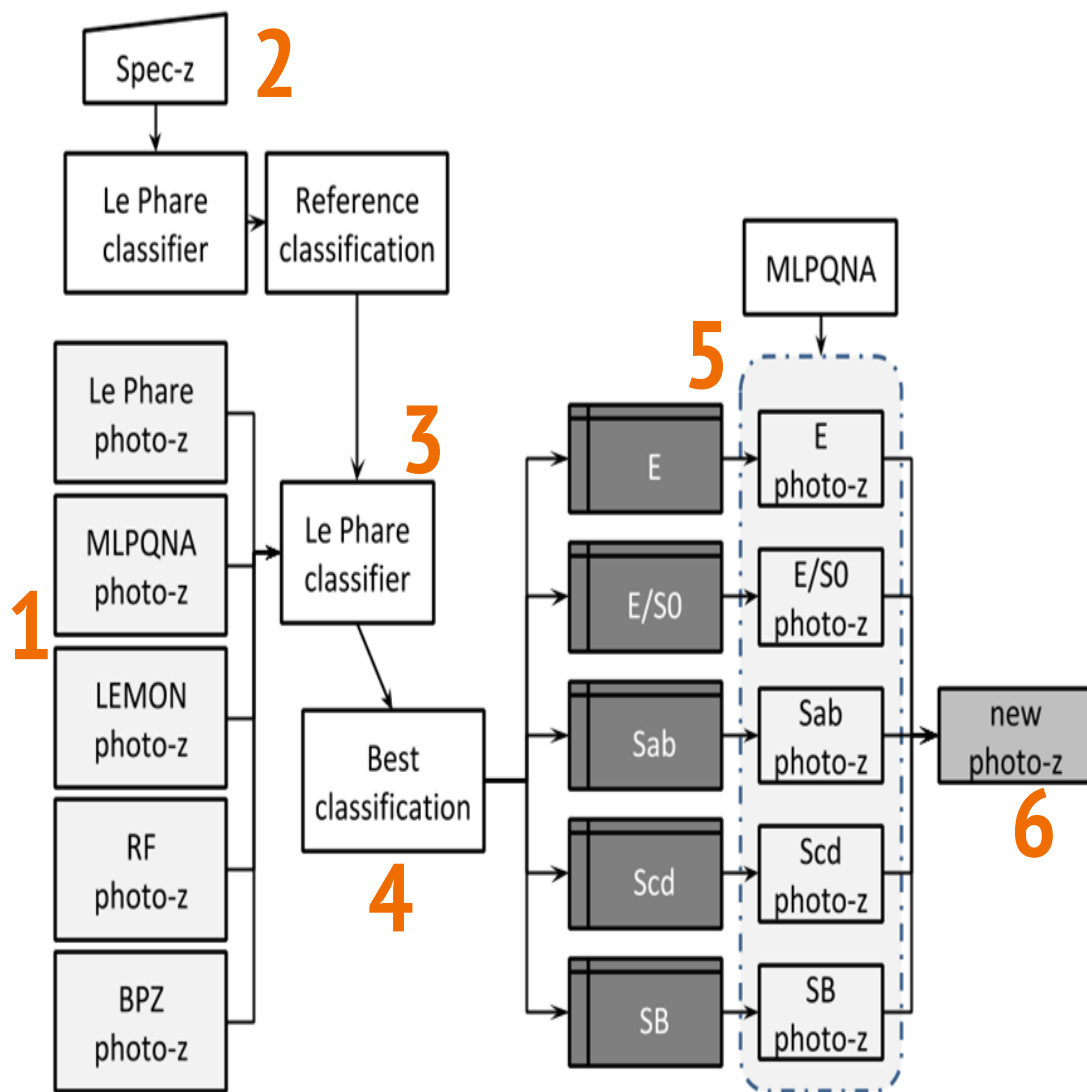 Spec-z
2
Le Phare
classifier
Reference
classification
MLPQNA
Le Phare
photo-z
MLPQNA
photo-z
1
LEMON
photo-z
RF
photo-z
BPZ
photo-z
3
Le Phare
classifier
Best
classification
4
5
E
E/S0
Sab
Scd
SB
E
photo-z
E/S0
photo-z
Sab
photo-z
Scd
photo-z
SB
photo-z
new
photo-z
6